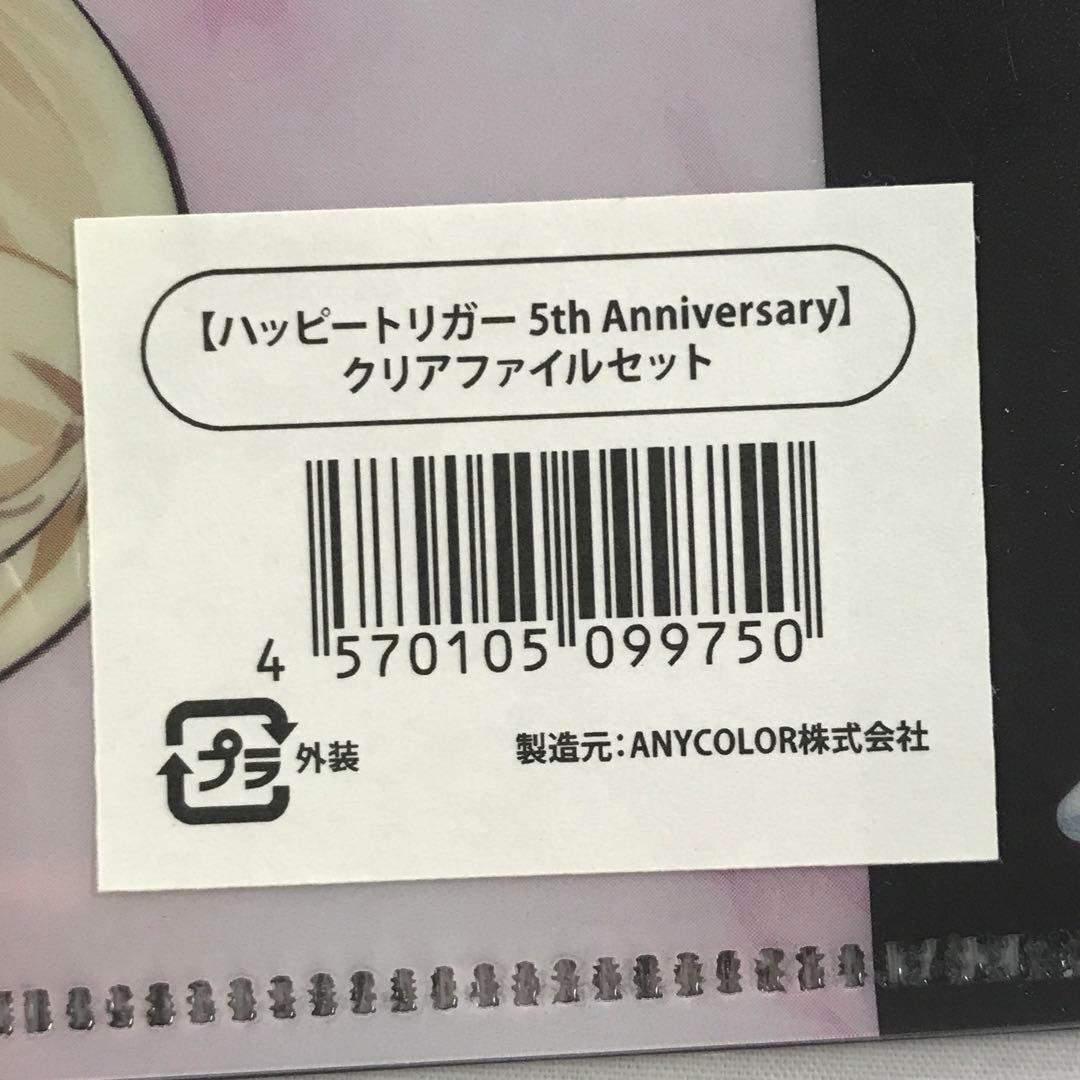 【ハッピートリガー 5th Anniversary】
クリアファイルセット
4 570105 099750
プラ 外装
製造元：ANYCOLOR株式会社